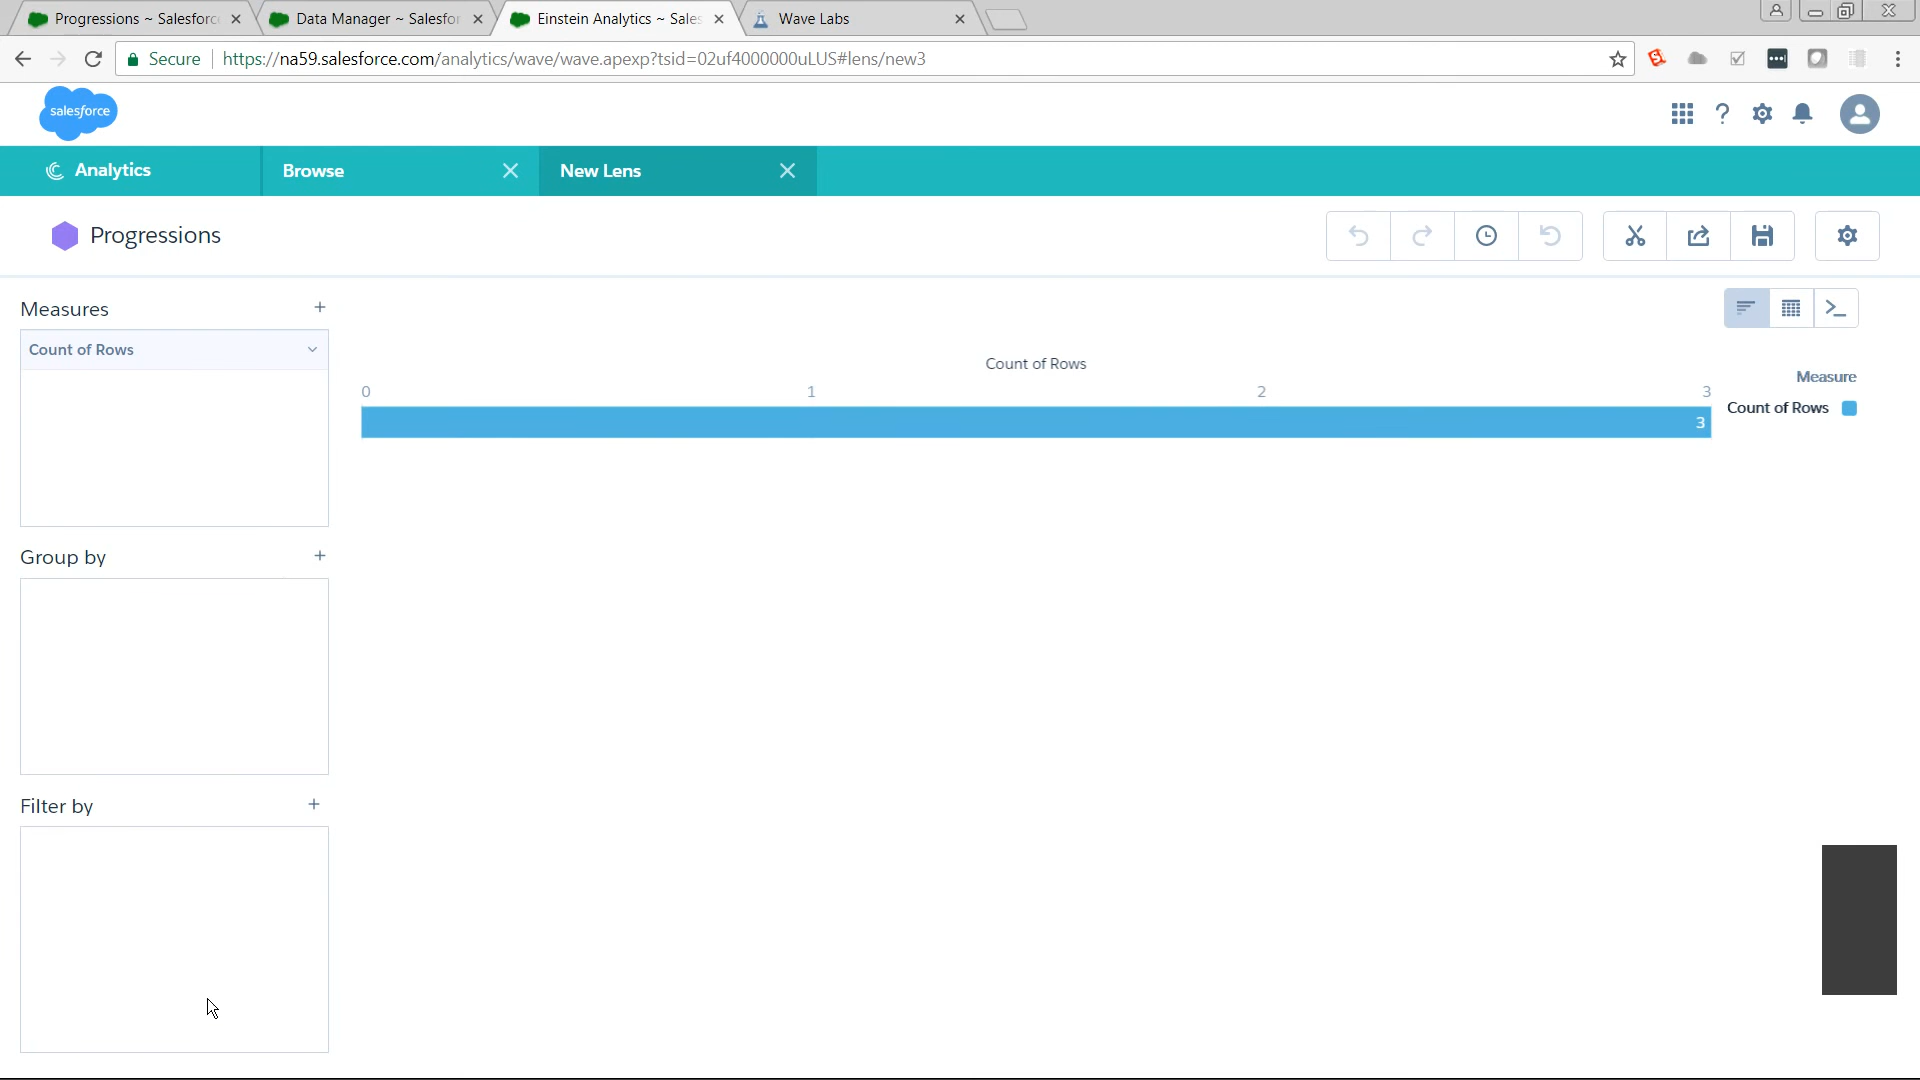 Progressions ~ Salesforc
Data Manager ~ Salesfor
Einstein Analytics ~ Sales
Wave Labs
Secure
https://na59.salesforce.com/analytics/wave/wave.apexp?tsid=02uf4000000uLUS#lens/new3
salesforce
Analytics
Browse
New Lens
Progressions
Measures
Count of Rows
Count of Rows
0 1 2 3
3
Measure
Count of Rows
Group by
Filter by